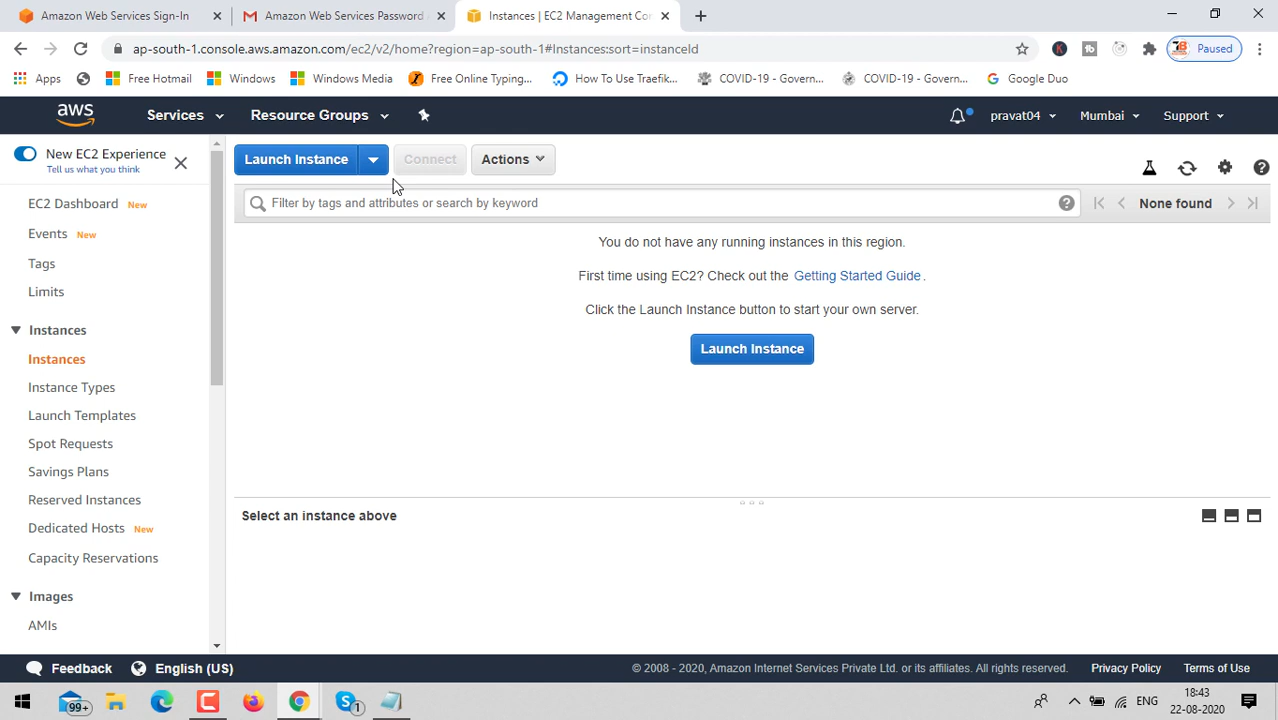 Amazon Web Services Sign-In
Amazon Web Services Password
Instances | EC2 Management Con
ap-south-1.console.aws.amazon.com/ec2/v2/home?region=ap-south-1#Instances:sort=instanceId
Paused
Apps
Free Hotmail
Windows
Windows Media
Free Online Typing...
How To Use Traefik...
COVID-19 - Govern...
COVID-19 - Govern...
Google Duo
aws
Services
Resource Groups
pravat04
Mumbai
Support
New EC2 Experience
Tell us what you think
Launch Instance
Connect
Actions
Filter by tags and attributes or search by keyword
None found
EC2 Dashboard New
Events New
Tags
Limits
Instances
Instances
Instance Types
Launch Templates
Spot Requests
Savings Plans
Reserved Instances
Dedicated Hosts New
Capacity Reservations
Images
AMIs
You do not have any running instances in this region.
First time using EC2? Check out the Getting Started Guide.
Click the Launch Instance button to start your own server.
Launch Instance
Select an instance above
Feedback
English (US)
© 2008 - 2020, Amazon Internet Services Private Ltd. or its affiliates. All rights reserved.
Privacy Policy
Terms of Use
99+
1
ENG
18:43
22-08-2020